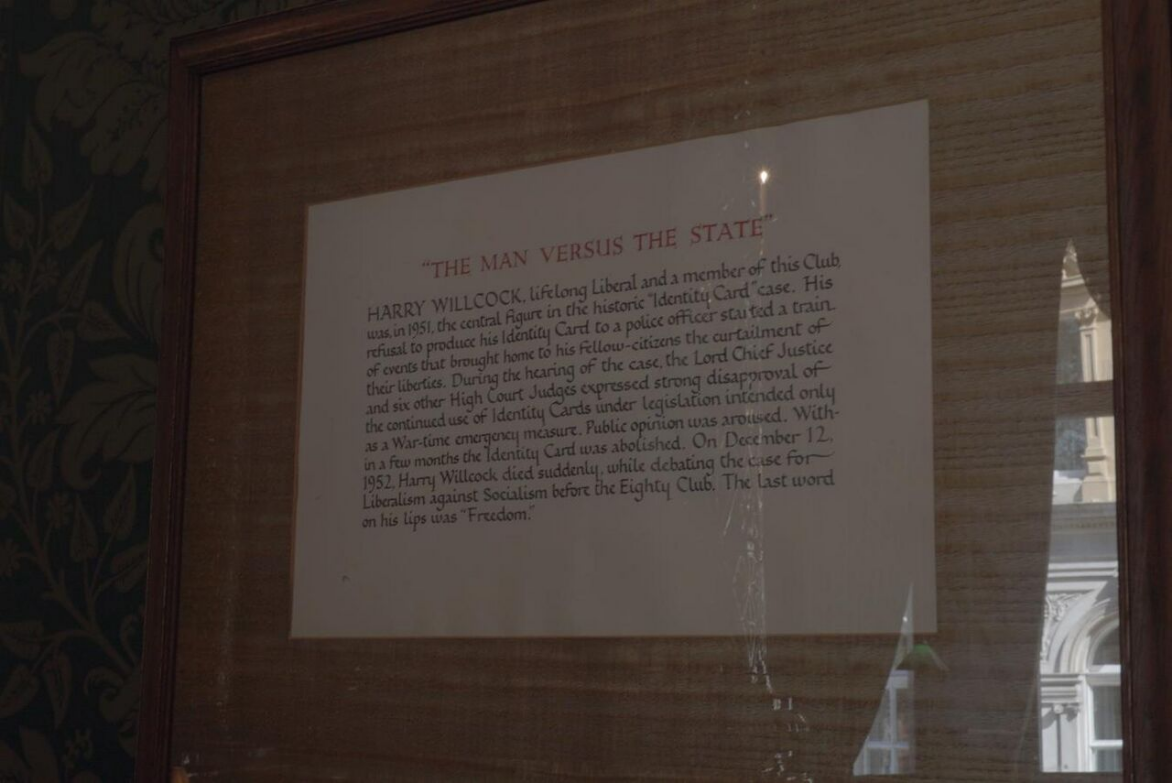 "THE MAN VERSUS THE STATE"
HARRY WILLCOCK, lifelong Liberal and a member of this Club,
was, in 1951, the central figure in the historic "Identity Card" case. His
refusal to produce his Identity Card to a police officer started a train
of events that brought home to his fellow-citizens the curtailment of
their liberties. During the hearing of the case, the Lord Chief Justice
and six other High Court Judges expressed strong disapproval of
the continued use of Identity Cards under legislation intended only
as a War-time emergency measure. Public opinion was aroused. With-
in a few months the Identity Card was abolished. On December 12,
1952, Harry Willcock died suddenly, while debating the case for
Liberalism against Socialism before the Eighty Club. The last word
on his lips was "Freedom."